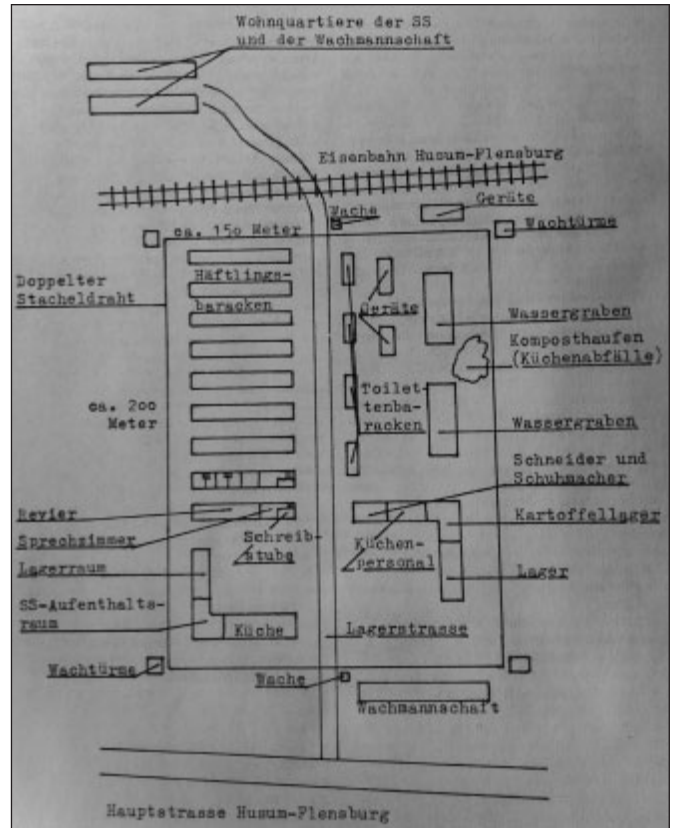 Wohnquartiere der SS
und der Wachmannschaft
Eisenbahn Husum-Flensburg
Wache
Geräte
ca. 150 Meter
Wachtürme
Häftlings-
baracken
Doppelter
Stacheldraht
Geräte
Wassergraben
Komposthaufen
(Küchenabfälle)
ca. 200
Meter
Toilet-
tenba-
racken
Wassergraben
Schneider und
Schuhmacher
Revier
Sprechzimmer
Schreib-
stube
Küchen-
personal
Kartoffellager
Lagerraum
Lager
SS-Aufenthalts-
raum
Küche
Lagerstrasse
Wachtürme
Wache
Wachmannschaft
Hauptstrasse Husum-Flensburg